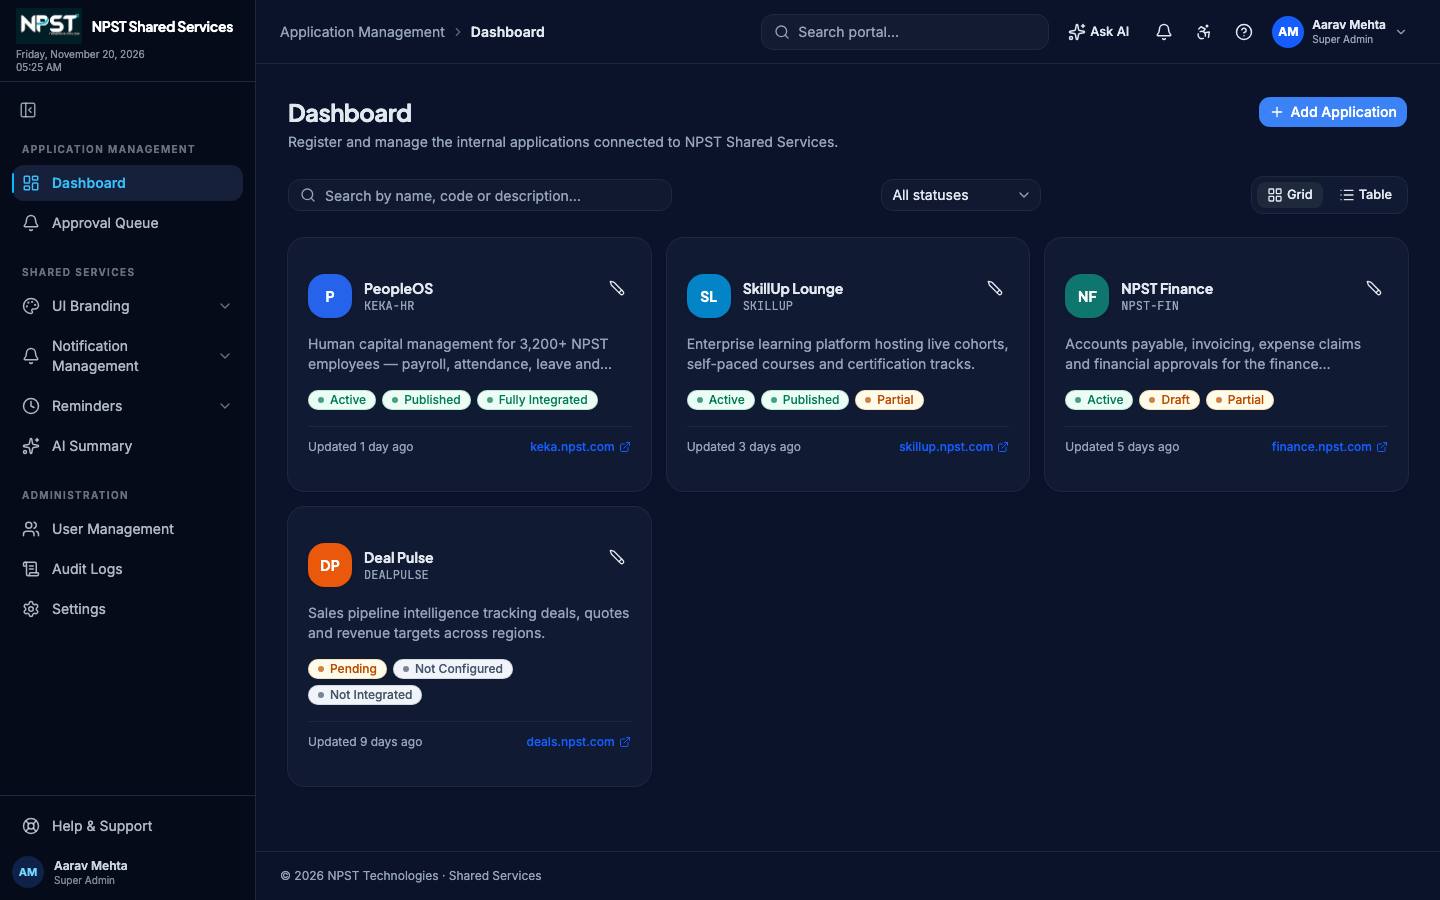 NPST
NPST Shared Services
Friday, November 20, 2026
05:25 AM
APPLICATION MANAGEMENT
Dashboard
Approval Queue
SHARED SERVICES
UI Branding
Notification
Management
Reminders
AI Summary
ADMINISTRATION
User Management
Audit Logs
Settings
Help & Support
AM
Aarav Mehta
Super Admin
Application Management > Dashboard
Search portal...
Ask AI
AM
Aarav Mehta
Super Admin
Dashboard
Register and manage the internal applications connected to NPST Shared Services.
+ Add Application
Search by name, code or description...
All statuses
Grid
Table
P
PeopleOS
KEKA-HR
Human capital management for 3,200+ NPST
employees — payroll, attendance, leave and...
Active
Published
Fully Integrated
Updated 1 day ago
keka.npst.com
SL
SkillUp Lounge
SKILLUP
Enterprise learning platform hosting live cohorts,
self-paced courses and certification tracks.
Active
Published
Partial
Updated 3 days ago
skillup.npst.com
NF
NPST Finance
NPST-FIN
Accounts payable, invoicing, expense claims
and financial approvals for the finance...
Active
Draft
Partial
Updated 5 days ago
finance.npst.com
DP
Deal Pulse
DEALPULSE
Sales pipeline intelligence tracking deals, quotes
and revenue targets across regions.
Pending
Not Configured
Not Integrated
Updated 9 days ago
deals.npst.com
© 2026 NPST Technologies · Shared Services